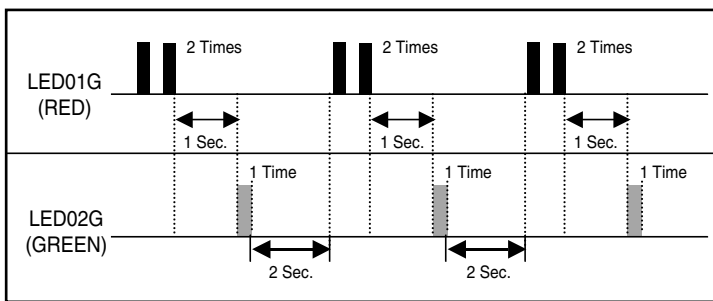 2 Times 2 Times 2 Times
LED01G
(RED)
1 Sec. 1 Sec. 1 Sec.
1 Time 1 Time 1 Time
LED02G
(GREEN)
2 Sec. 2 Sec.